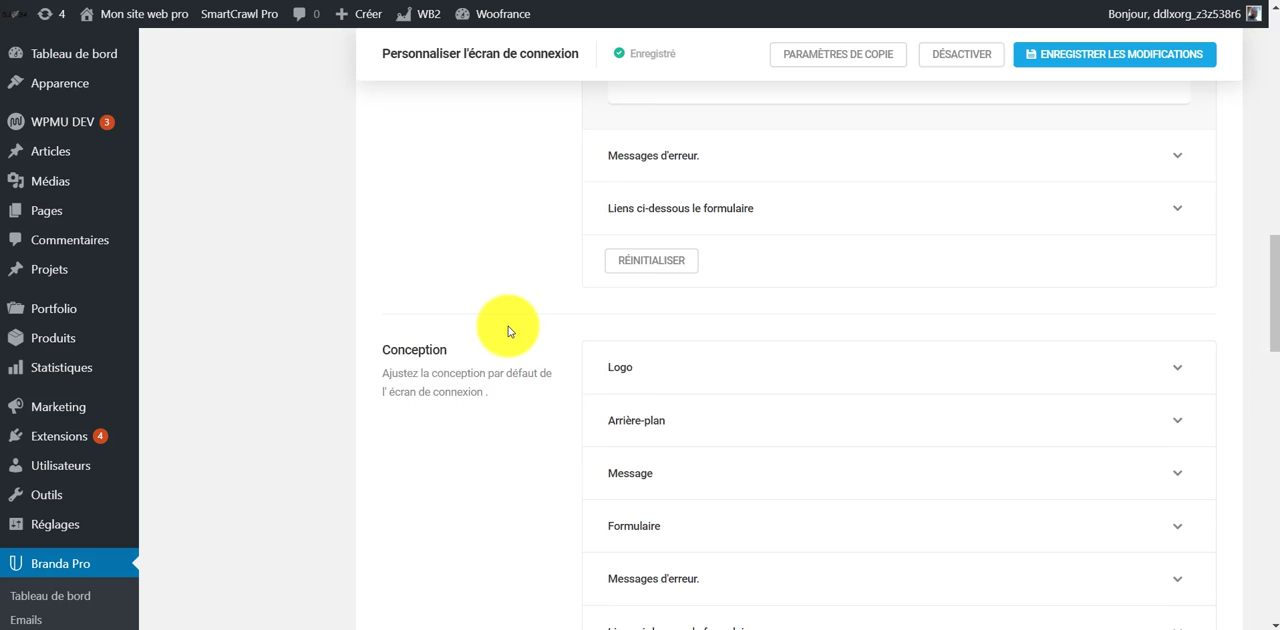 4 Mon site web pro SmartCrawl Pro 0 Créer WB2 Woofrance Bonjour, ddlxorg_z3z538r6
Tableau de bord
Apparence
WPMU DEV 3
Articles
Médias
Pages
Commentaires
Projets
Portfolio
Produits
Statistiques
Marketing
Extensions 4
Utilisateurs
Outils
Réglages
Branda Pro
Tableau de bord
Emails
Personnaliser l'écran de connexion Enregistré PARAMÈTRES DE COPIE DÉSACTIVER ENREGISTRER LES MODIFICATIONS
Messages d'erreur.
Liens ci-dessous le formulaire
RÉINITIALISER
Conception
Ajustez la conception par défaut de
l' écran de connexion .
Logo
Arrière-plan
Message
Formulaire
Messages d'erreur.